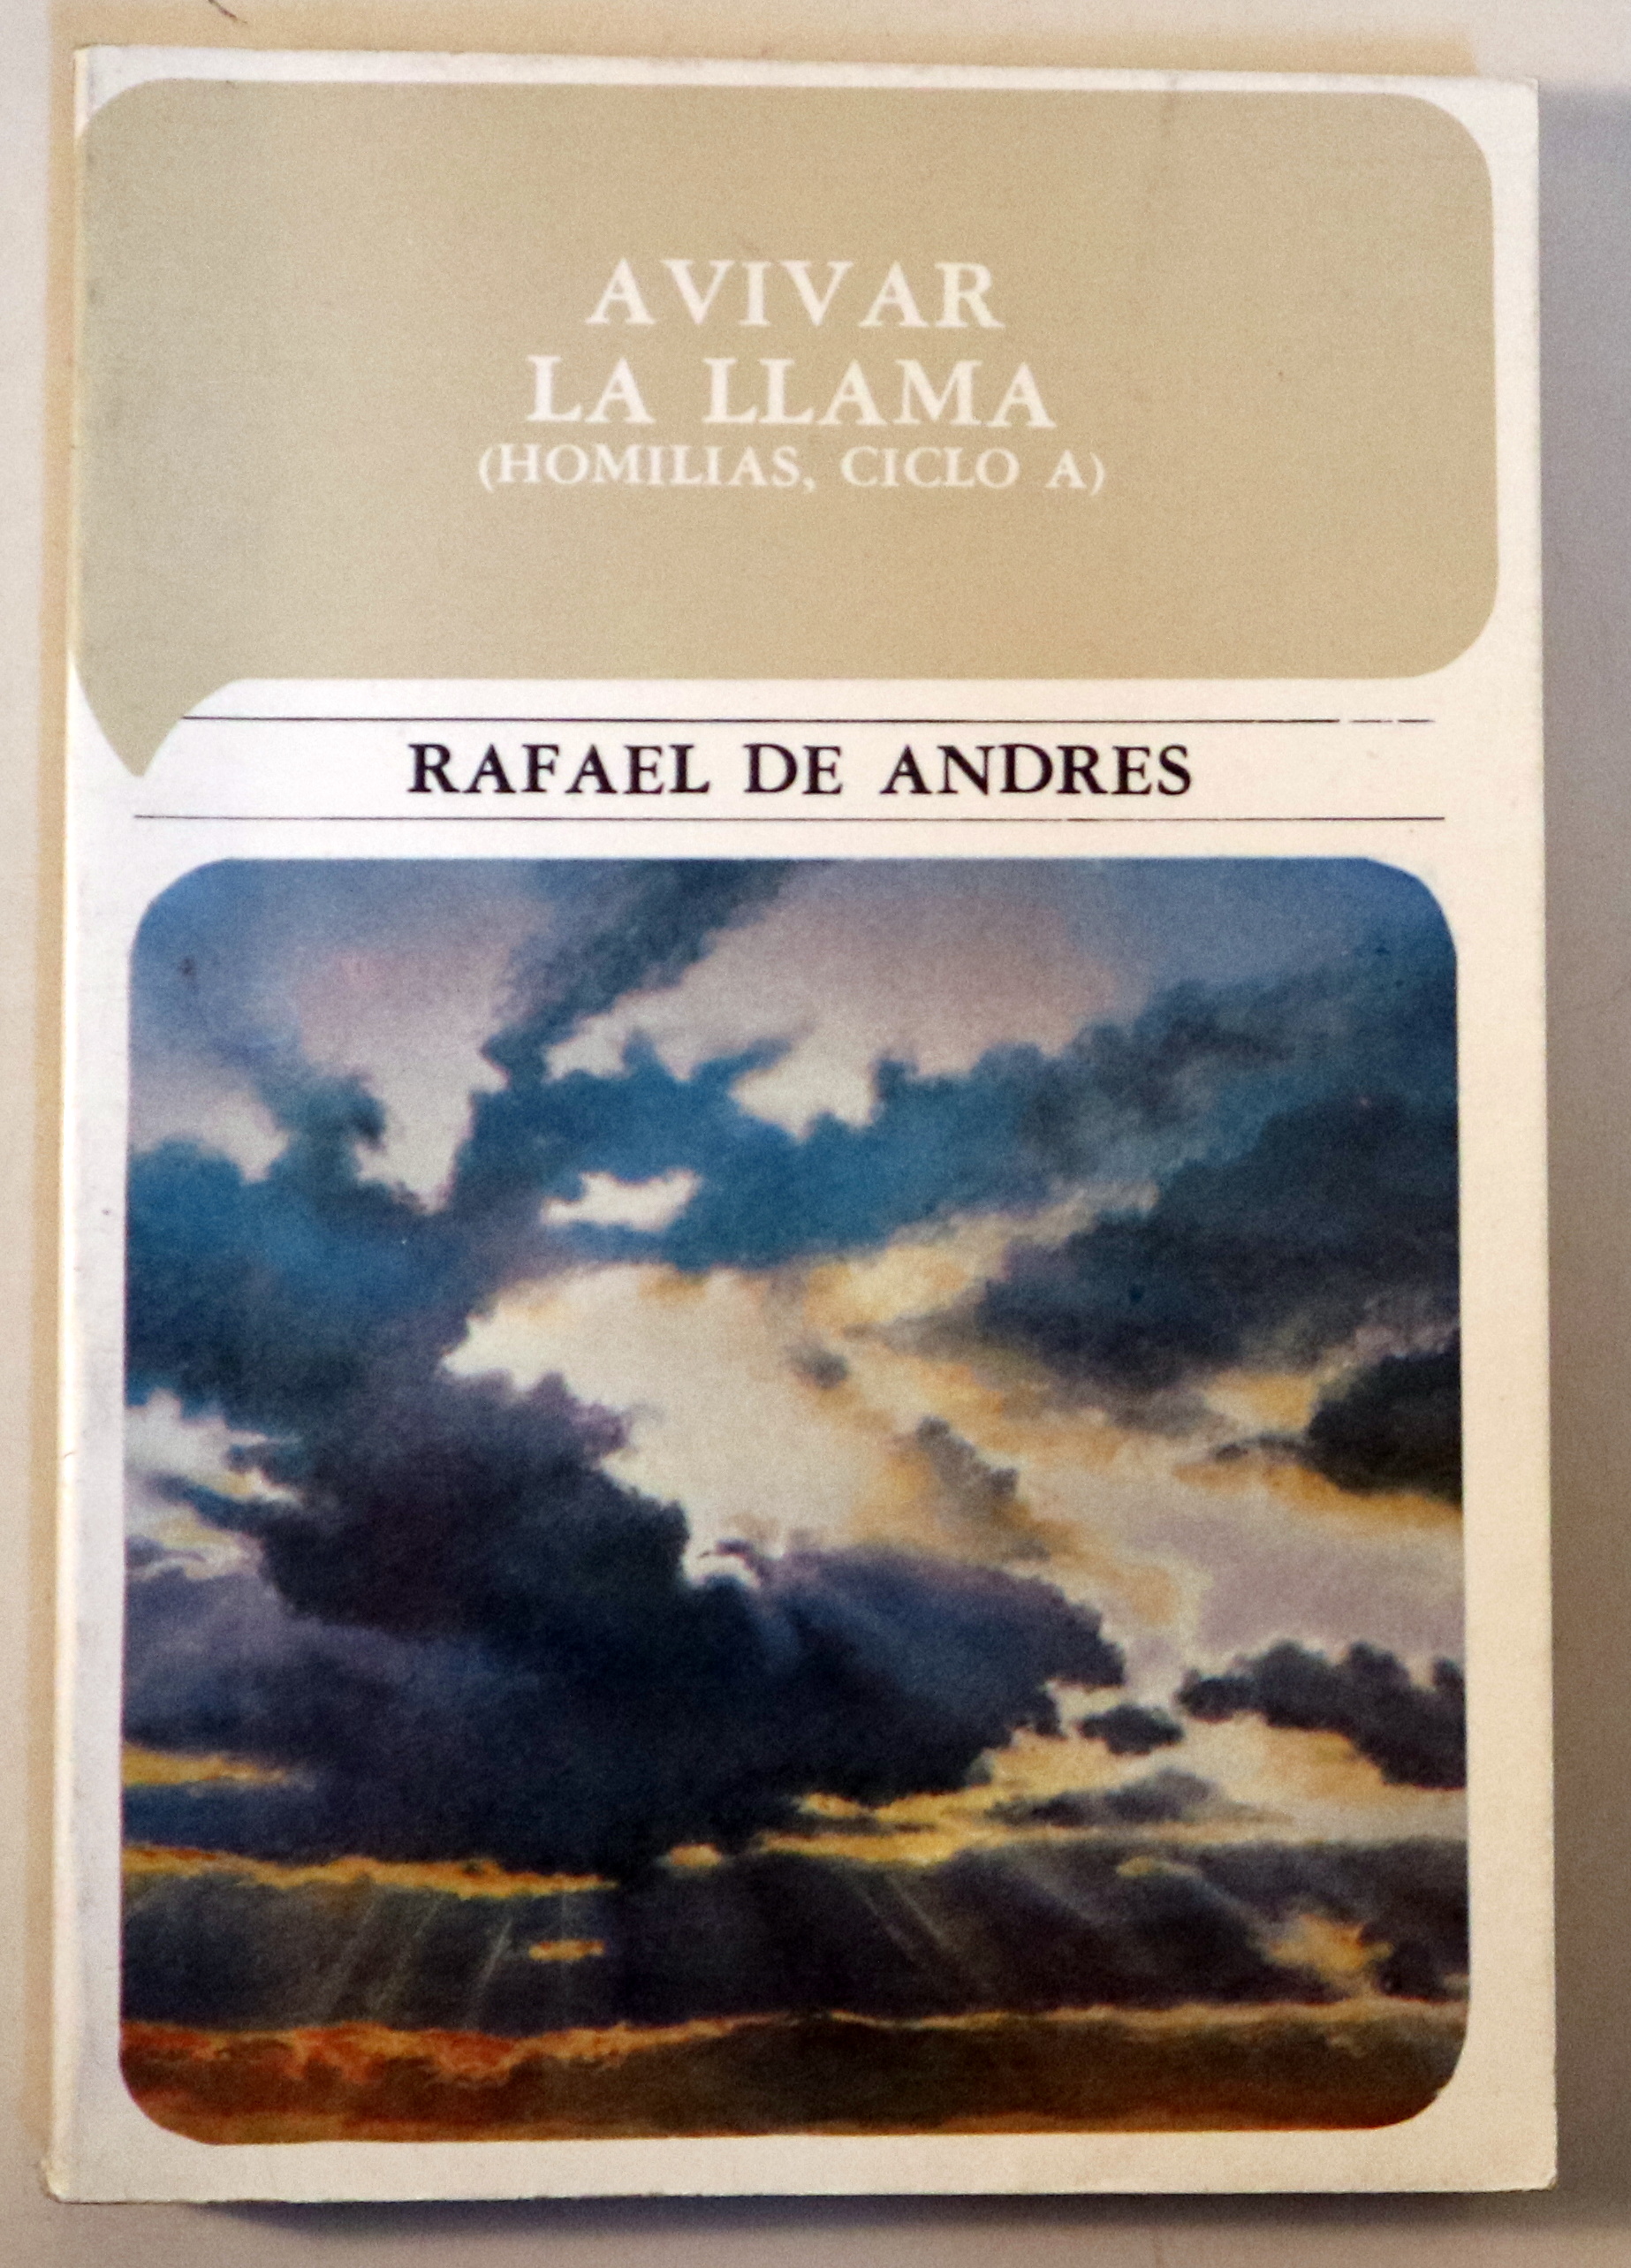 AVIVAR
LA LLAMA
(HOMILIAS, CICLO A)
RAFAEL DE ANDRES